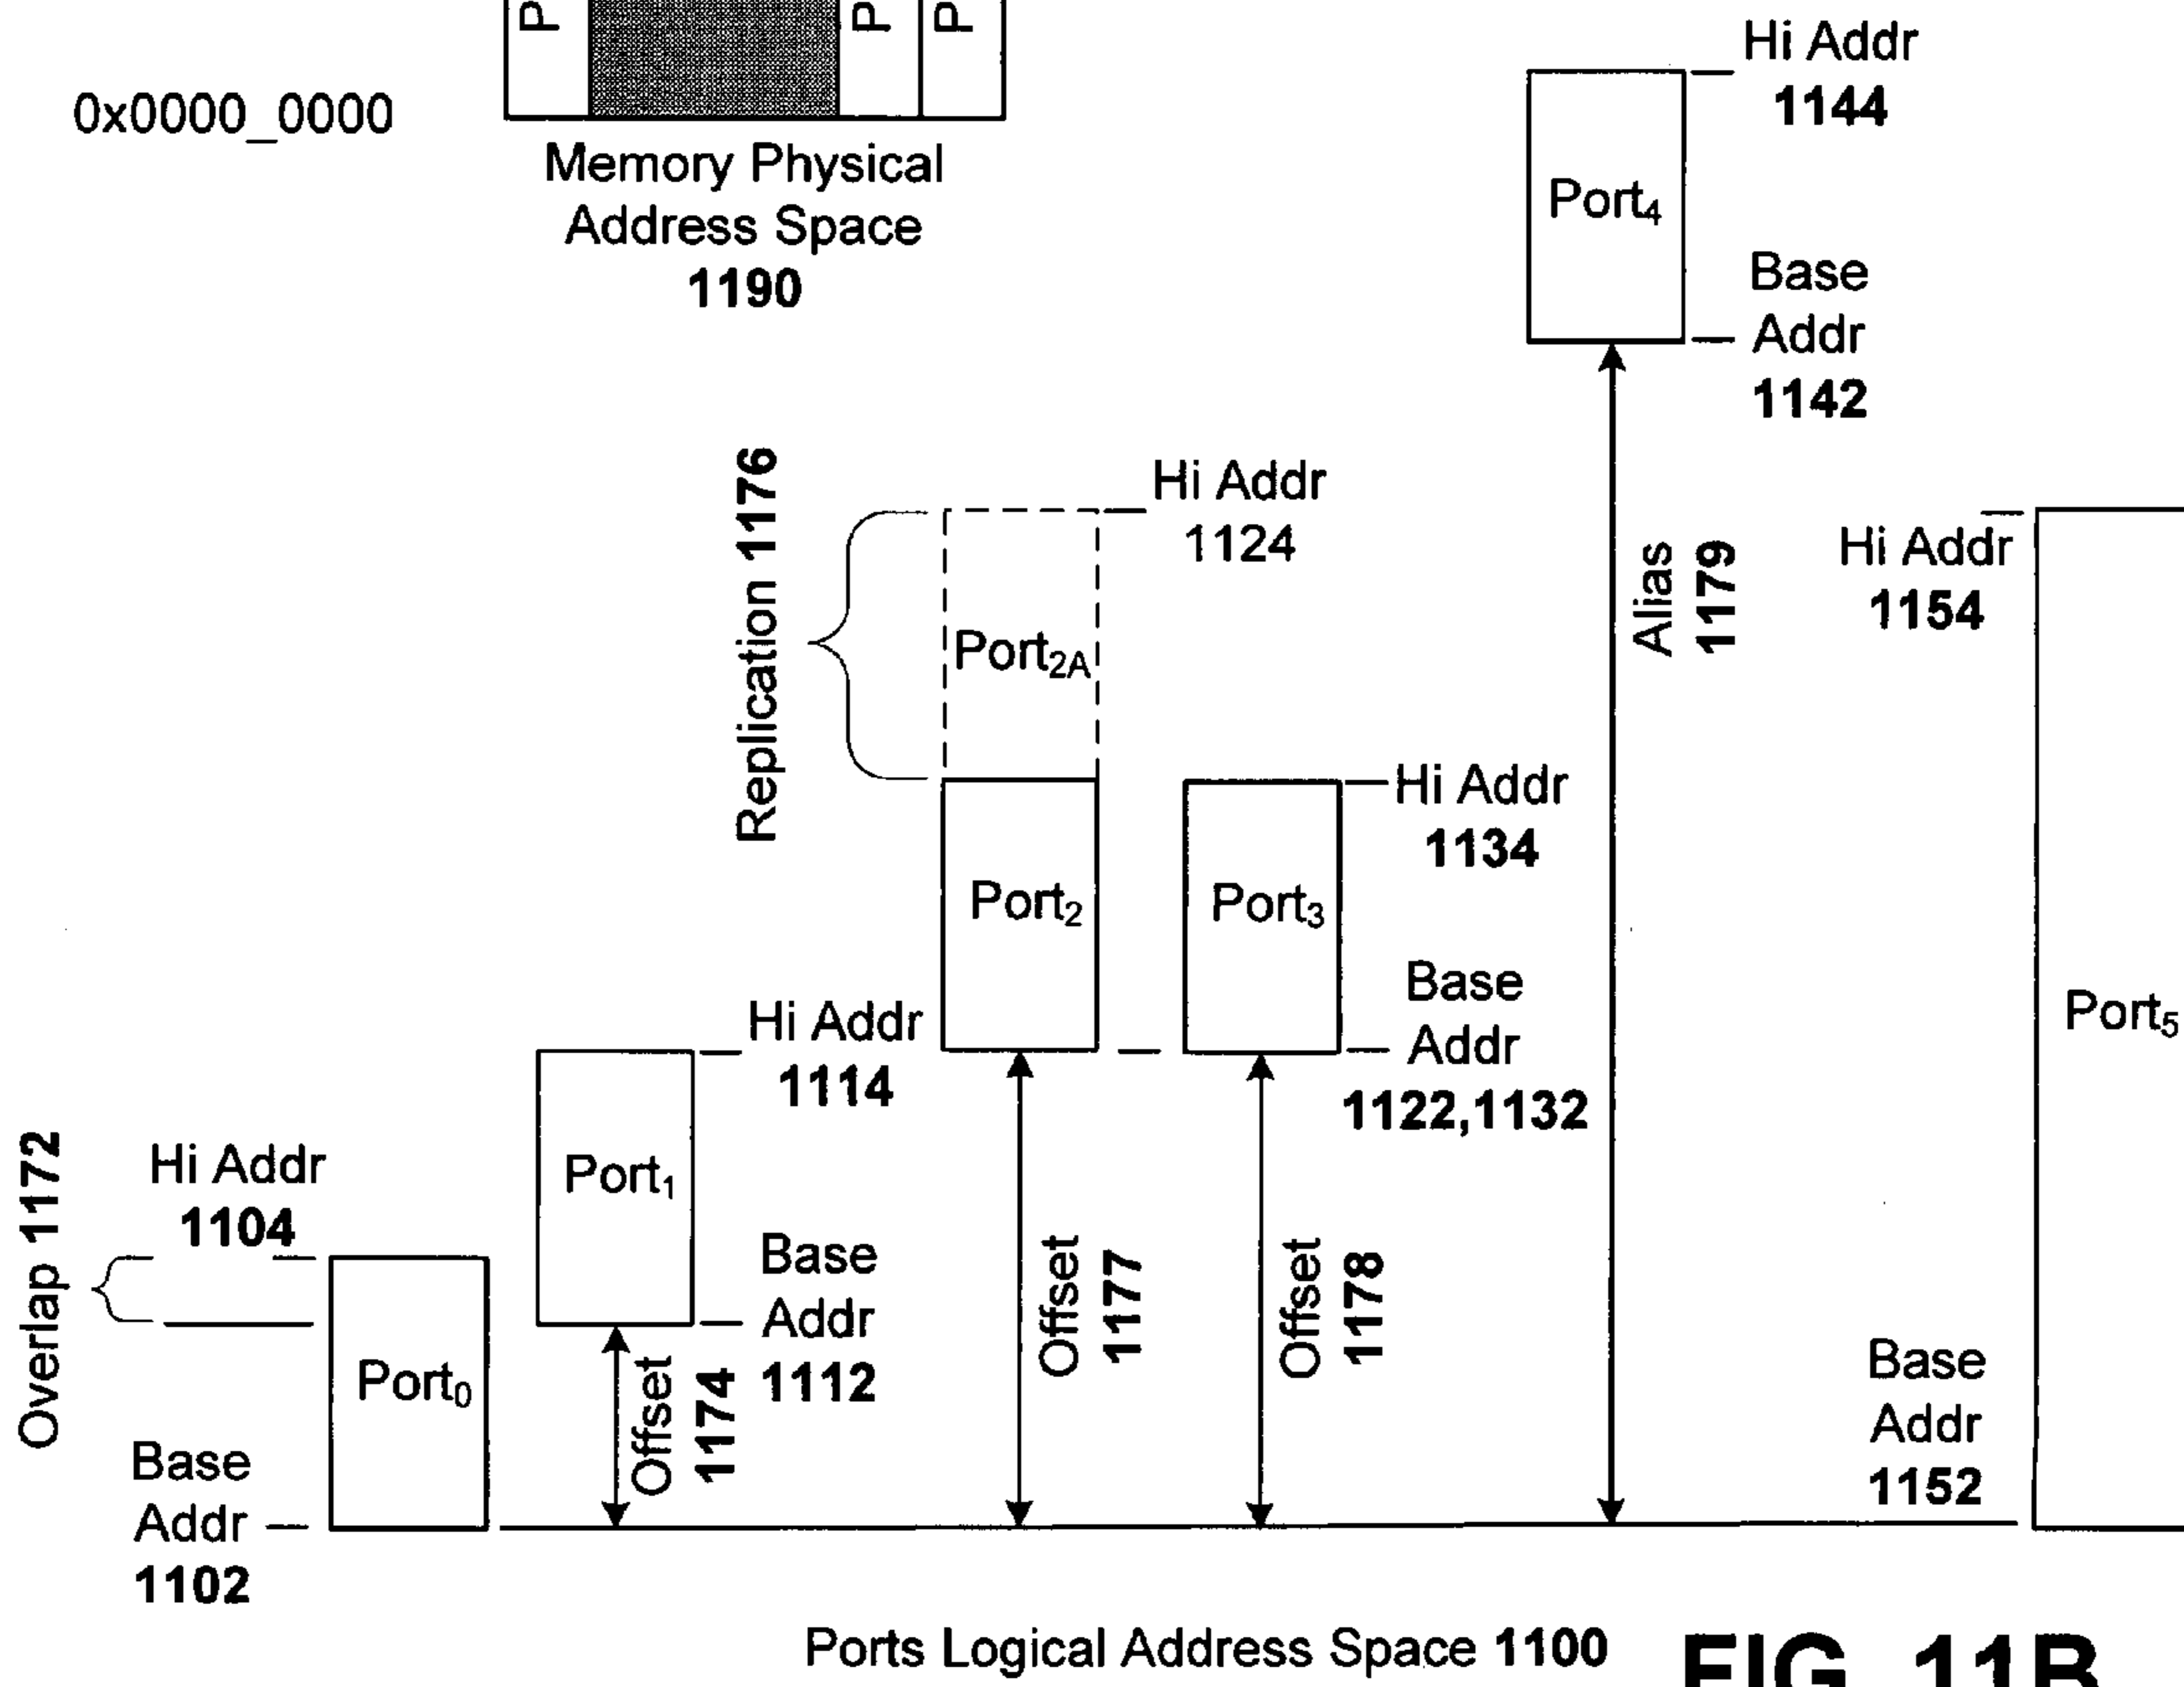 P
P
P
0x0000_0000
Memory Physical
Address Space
1190
Hi Addr
1144
Port4
Base
Addr
1142
Replication 1176
Hi Addr
1124
Port2A
Alias
1179
Hi Addr
1154
Port2
Port3
Hi Addr
1134
Port5
Base
Addr
1122,1132
Hi Addr
1114
Port1
Base
Addr
1112
Overlap 1172
Hi Addr
1104
Port0
Base
Addr
1102
Offset
1174
Offset
1177
Offset
1178
Base
Addr
1152
Ports Logical Address Space 1100
FIG. 11B